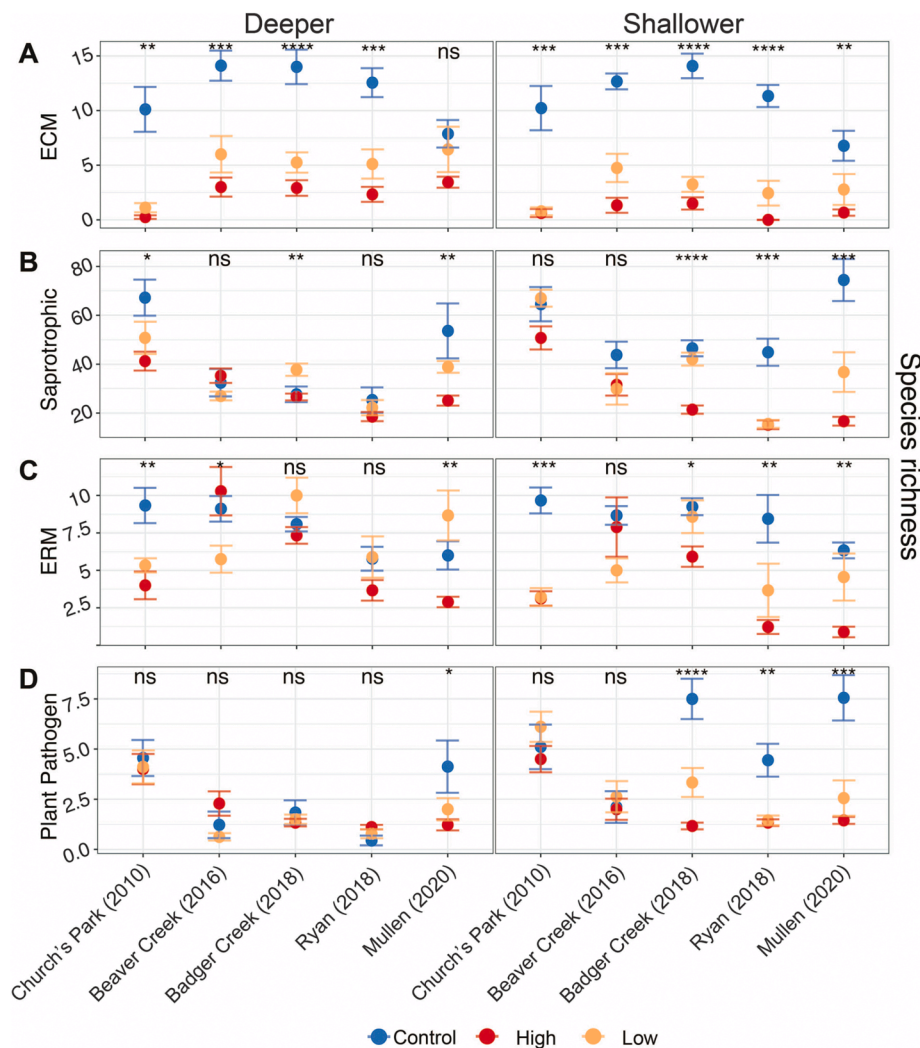 Deeper Shallower
A ** *** **** *** ns *** *** **** **** **
15
10
5
0
ECM
B * ns ** ns ** ns ns **** *** ***
80
60
40
20
Saprotrophic
C ** * ns ns ** *** ns * ** **
10
7.5
5
2.5
ERM
D ns ns ns ns * ns ns **** ** ***
7.5
5.0
2.5
0.0
Plant Pathogen
Species richness
Church's Park (2010) Beaver Creek (2016) Badger Creek (2018) Ryan (2018) Mullen (2020) Church's Park (2010) Beaver Creek (2016) Badger Creek (2018) Ryan (2018) Mullen (2020)
Control High Low